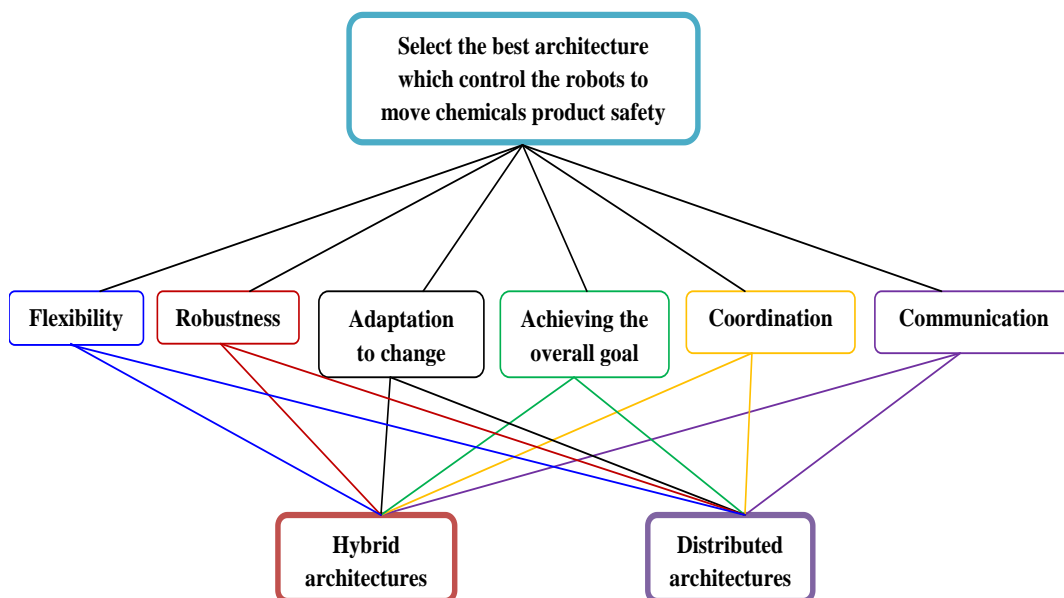 Select the best architecture
which control the robots to
move chemicals product safety
Flexibility
Robustness
Adaptation
to change
Achieving the
overall goal
Coordination
Communication
Hybrid
architectures
Distributed
architectures